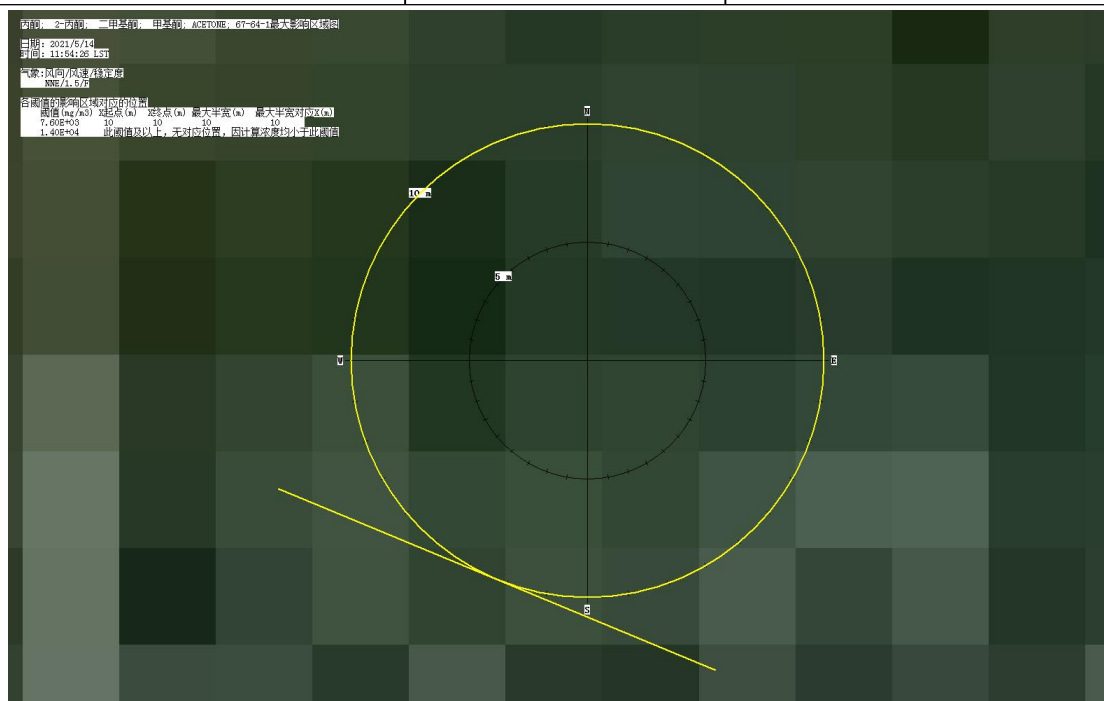 丙酮; 2-丙酮; 二甲基酮; 甲基酮; ACETONE; 67-64-1最大影响区域图
日期: 2021/5/14
时间: 11:54:26 LST
气象:风向/风速/稳定度
NNE/1.5/F
各阈值的影响区域对应的位置
阈值(mg/m3) X起点(m) X终点(m) 最大半宽(m) 最大半宽对应X(m)
7.60E+03 10 10 10 10
1.40E+04 此阈值及以上，无对应位置，因计算浓度均小于此阈值
N
10 m
5 m
W
E
S